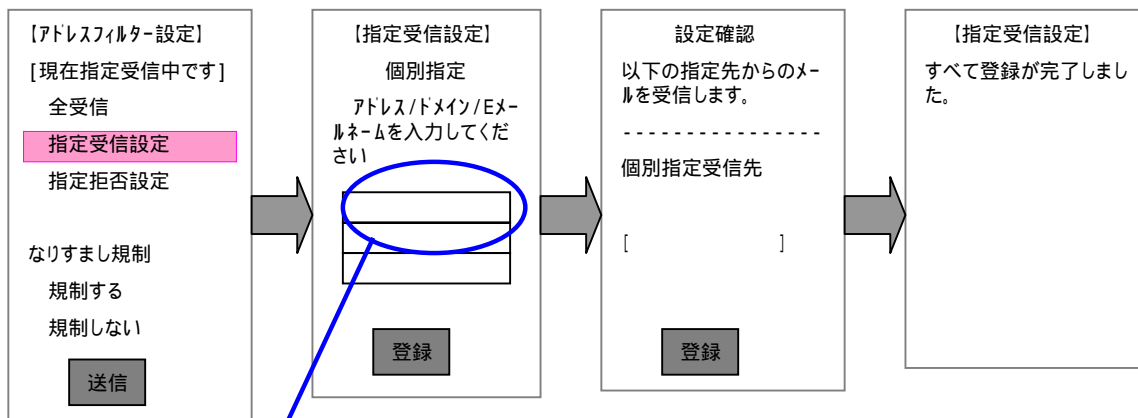 【ｱﾄﾞﾚｽﾌｨﾙﾀｰ設定】
[現在指定受信中です]
全受信
指定受信設定
指定拒否設定
なりすまし規制
規制する
規制しない
送信
【指定受信設定】
個別指定
ｱﾄﾞﾚｽ/ﾄﾞﾒｲﾝ/Eﾒｰ
ﾙﾈｰﾑを入力してくだ
さい
登録
設定確認
以下の指定先からのﾒｰ
ﾙを受信します。
----------------
個別指定受信先
[ ]
登録
【指定受信設定】
すべて登録が完了しまし
た。